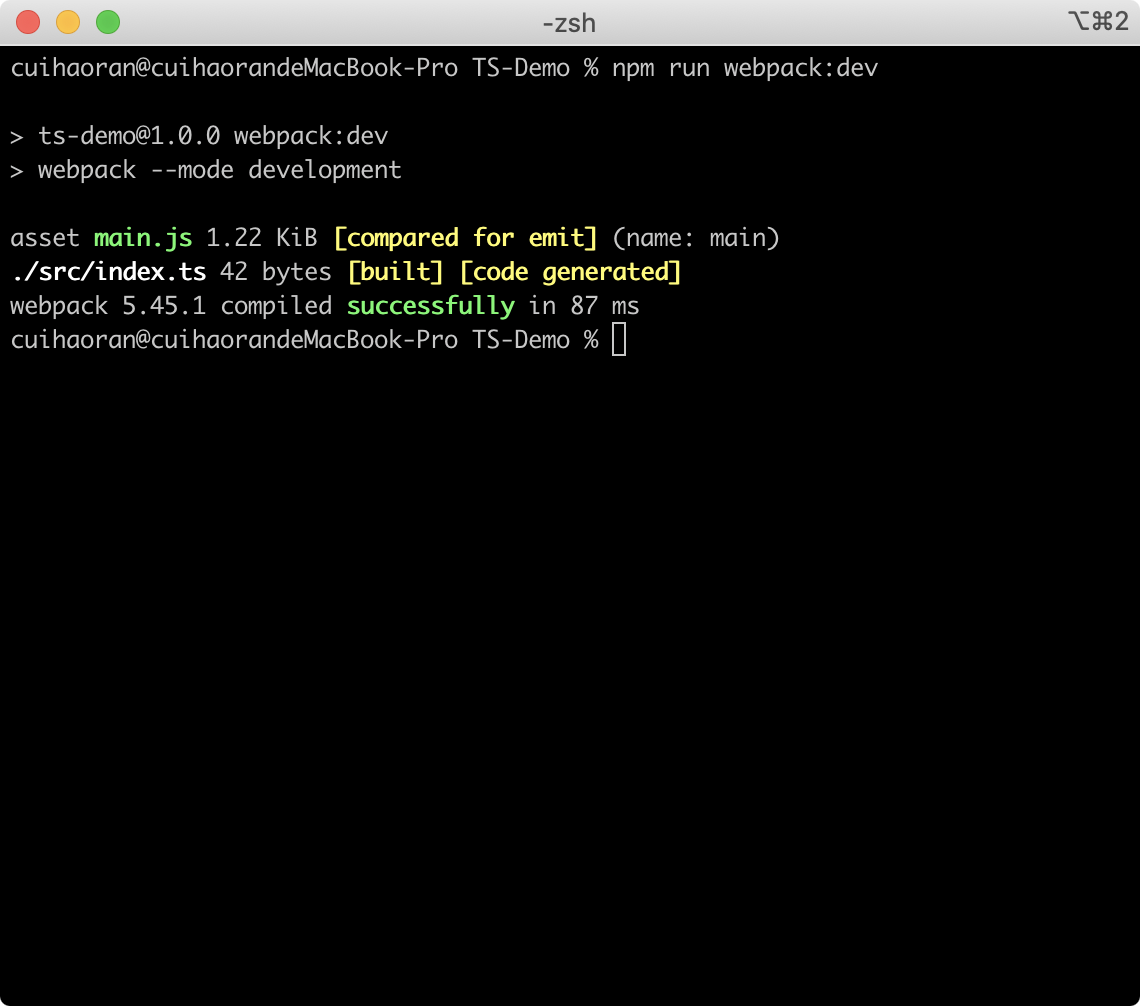 -zsh
⌥⌘2
cuihaoran@cuihaorandeMacBook-Pro TS-Demo % npm run webpack:dev
> ts-demo@1.0.0 webpack:dev
> webpack --mode development
asset main.js 1.22 KiB [compared for emit] (name: main)
./src/index.ts 42 bytes [built] [code generated]
webpack 5.45.1 compiled successfully in 87 ms
cuihaoran@cuihaorandeMacBook-Pro TS-Demo %